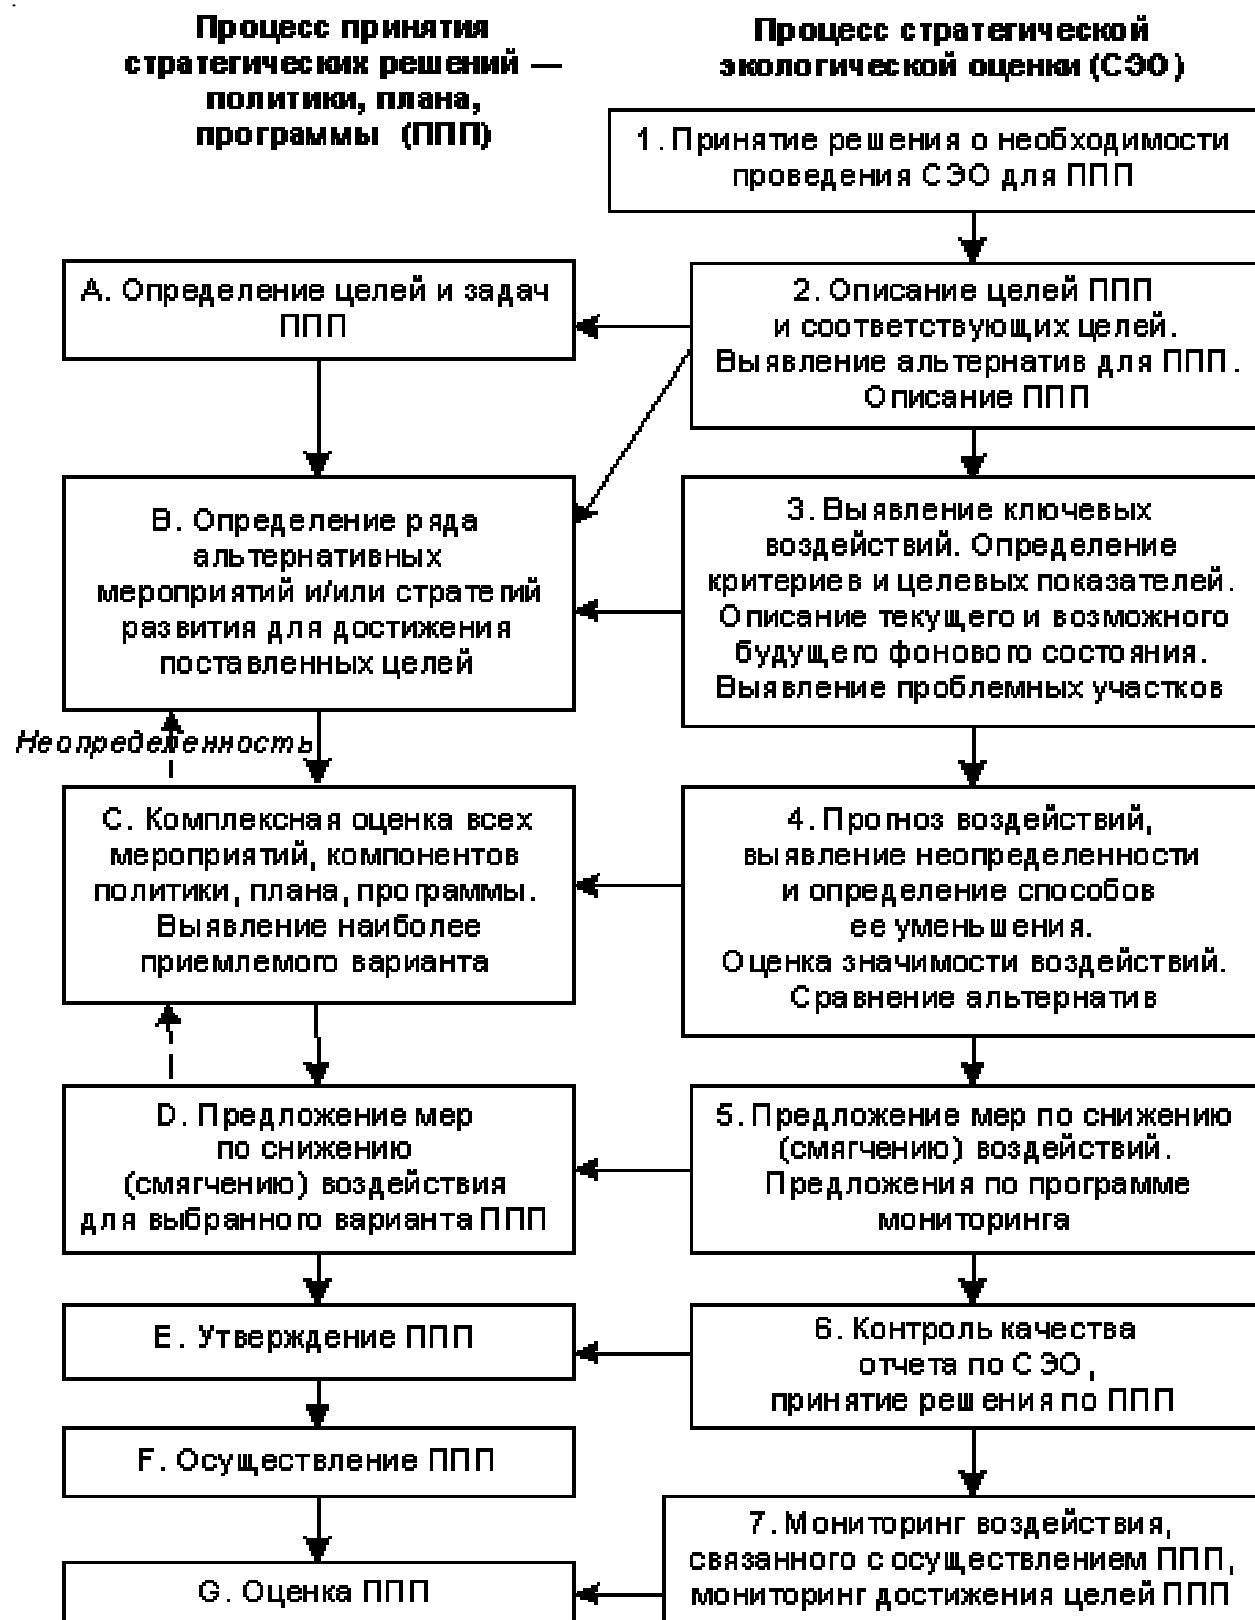 Процесс принятия
стратегических решений —
политики, плана,
программы (ППП)
Процесс стратегической
экологической оценки (СЭО)
1. Принятие решения о необходимости
проведения СЭО для ППП
A. Определение целей и задач
ППП
2. Описание целей ППП
и соответствующих целей.
Выявление альтернатив для ППП.
Описание ППП
B. Определение ряда
альтернативных
мероприятий и/или стратегий
развития для достижения
поставленных целей
3. Выявление ключевых
воздействий. Определение
критериев и целевых показателей.
Описание текущего и возможного
будущего фонового состояния.
Выявление проблемных участков
Неопределенность
C. Комплексная оценка всех
мероприятий, компонентов
политики, плана, программы.
Выявление наиболее
приемлемого варианта
4. Прогноз воздействий,
выявление неопределенности
и определение способов
ее уменьшения.
Оценка значимости воздействий.
Сравнение альтернатив
D. Предложение мер
по снижению
(смягчению) воздействия
для выбранного варианта ППП
5. Предложение мер по снижению
(смягчению) воздействий.
Предложения по программе
мониторинга
E. Утверждение ППП
6. Контроль качества
отчета по СЭО,
принятие решения по ППП
F. Осуществление ППП
G. Оценка ППП
7. Мониторинг воздействия,
связанного с осуществлением ППП,
мониторинг достижения целей ППП